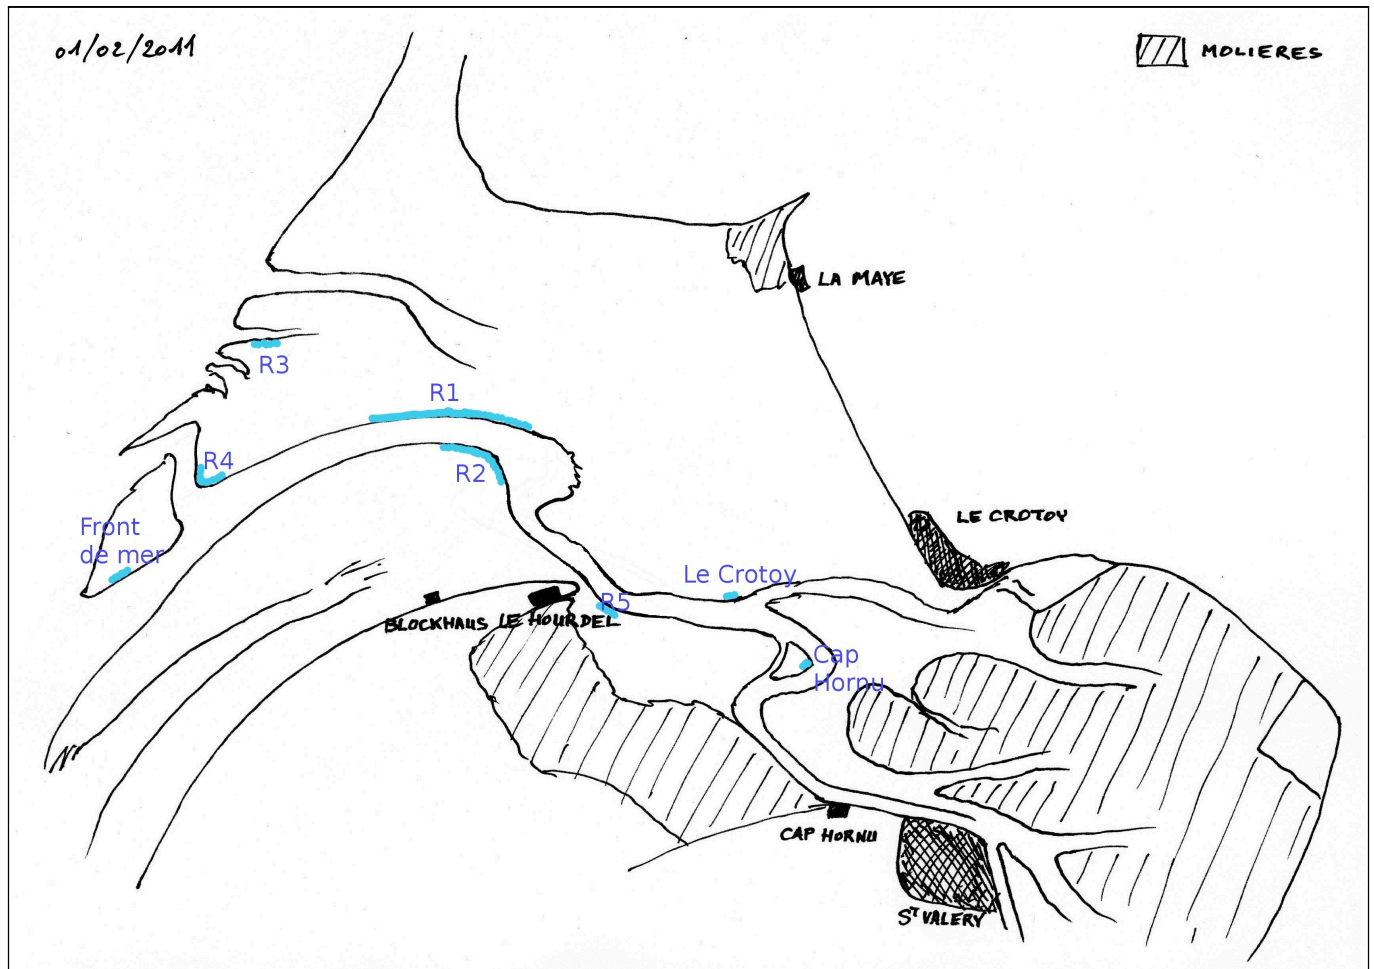 01/02/2011
MOLIERES
LA MAYE
R3
R1
R4
R2
Front
de mer
LE CROTOY
Le Crotoy
R5
BLOCKHAUS LE HOURDEL
Cap
Hornu
CAP HORNU
ST VALERY